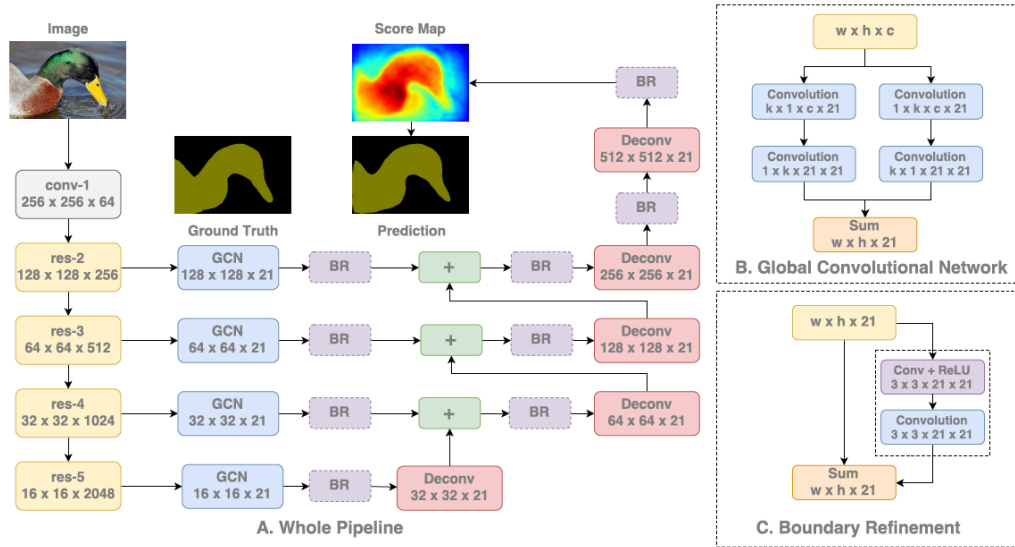 Image
Score Map
BR
Deconv
512 x 512 x 21
conv-1
256 x 256 x 64
BR
Ground Truth
Prediction
res-2
128 x 128 x 256
GCN
128 x 128 x 21
BR
+
BR
Deconv
256 x 256 x 21
res-3
64 x 64 x 512
GCN
64 x 64 x 21
BR
+
BR
Deconv
128 x 128 x 21
res-4
32 x 32 x 1024
GCN
32 x 32 x 21
BR
+
BR
Deconv
64 x 64 x 21
res-5
16 x 16 x 2048
GCN
16 x 16 x 21
BR
Deconv
32 x 32 x 21
A. Whole Pipeline
w x h x c
Convolution
k x 1 x c x 21
Convolution
1 x k x c x 21
Convolution
1 x k x 21 x 21
Convolution
k x 1 x 21 x 21
Sum
w x h x 21
B. Global Convolutional Network
w x h x 21
Conv + ReLU
3 x 3 x 21 x 21
Convolution
3 x 3 x 21 x 21
Sum
w x h x 21
C. Boundary Refinement